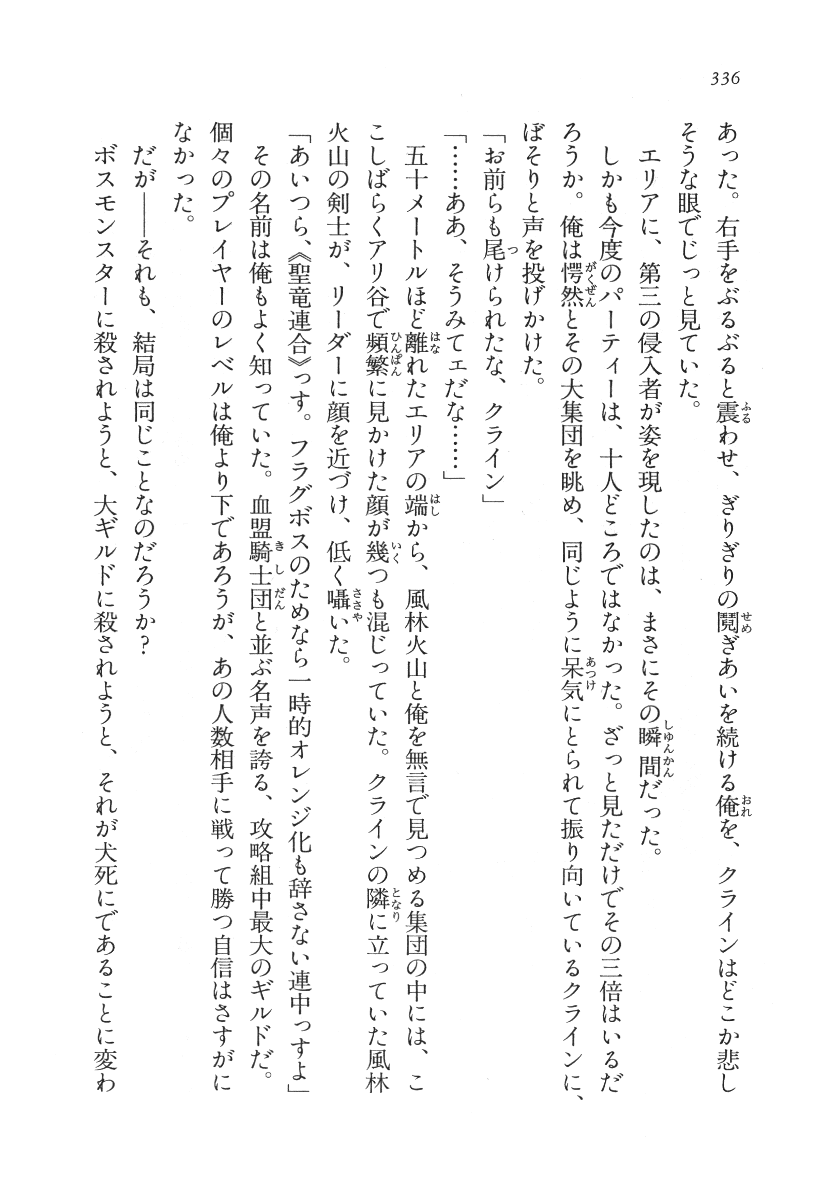 336
あった。右手をぶるぶると震わせ、ぎりぎりの鬩ぎあいを続ける俺を、クラインはどこか悲し
そうな眼でじっと見ていた。
エリアに、第三の侵入者が姿を現したのは、まさにその瞬間だった。
しかも今度のパーティーは、十人どころではなかった。ざっと見ただけでその三倍はいるだ
ろうか。俺は愕然とその大集団を眺め、同じように呆気にとられて振り向いているクラインに、
ぼそりと声を投げかけた。
「お前らも尾けられたな、クライン」
「……ああ、そうみてェだな……」
五十メートルほど離れたエリアの端から、風林火山と俺を無言で見つめる集団の中には、こ
こしばらくアリ谷で頻繁に見かけた顔が幾つも混じっていた。クラインの隣に立っていた風林
火山の剣士が、リーダーに顔を近づけ、低く囁いた。
「あいつら、《聖竜連合》っす。フラグボスのためなら一時的オレンジ化も辞さない連中っすよ」
その名前は俺もよく知っていた。血盟騎士団と並ぶ名声を誇る、攻略組中最大のギルドだ。
個々のプレイヤーのレベルは俺より下であろうが、あの人数相手に戦って勝つ自信はさすがに
なかった。
だが──それも、結局は同じことなのだろうか?
ボスモンスターに殺されようと、大ギルドに殺されようと、それが犬死にであることに変わ